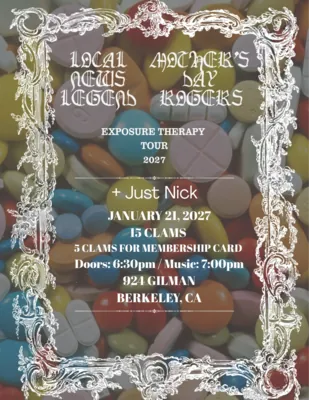 LOCAL NEWS LEGEND
MOTHER'S DAY ROGERS
EXPOSURE THERAPY
TOUR
2027
+ Just Nick
JANUARY 21, 2027
15 CLAMS
5 CLAMS FOR MEMBERSHIP CARD
Doors: 6:30pm / Music: 7:00pm
924 GILMAN
BERKELEY, CA